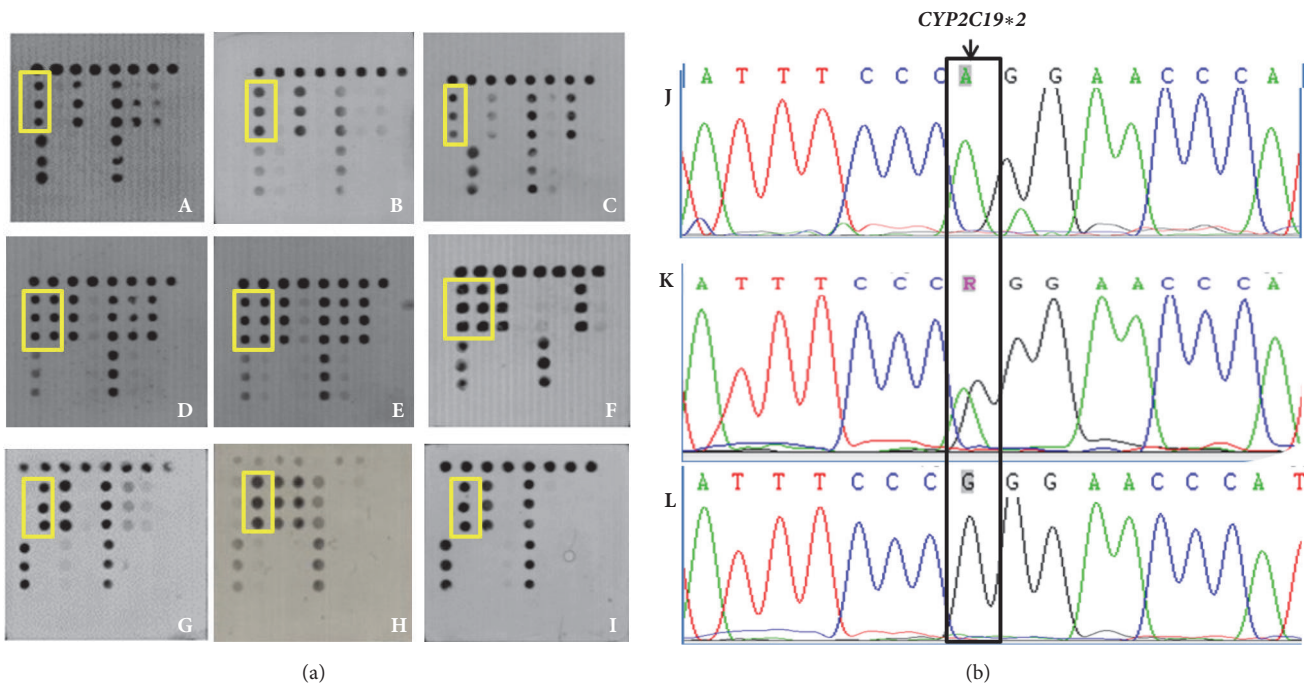 CYP2C19*2
A
B
C
D
E
F
G
H
I
(a)
J
A T T T C C C A G G A A C C C A
K
A T T T C C C R G G A A C C C A
L
A T T T C C C G G G A A C C C A T
(b)